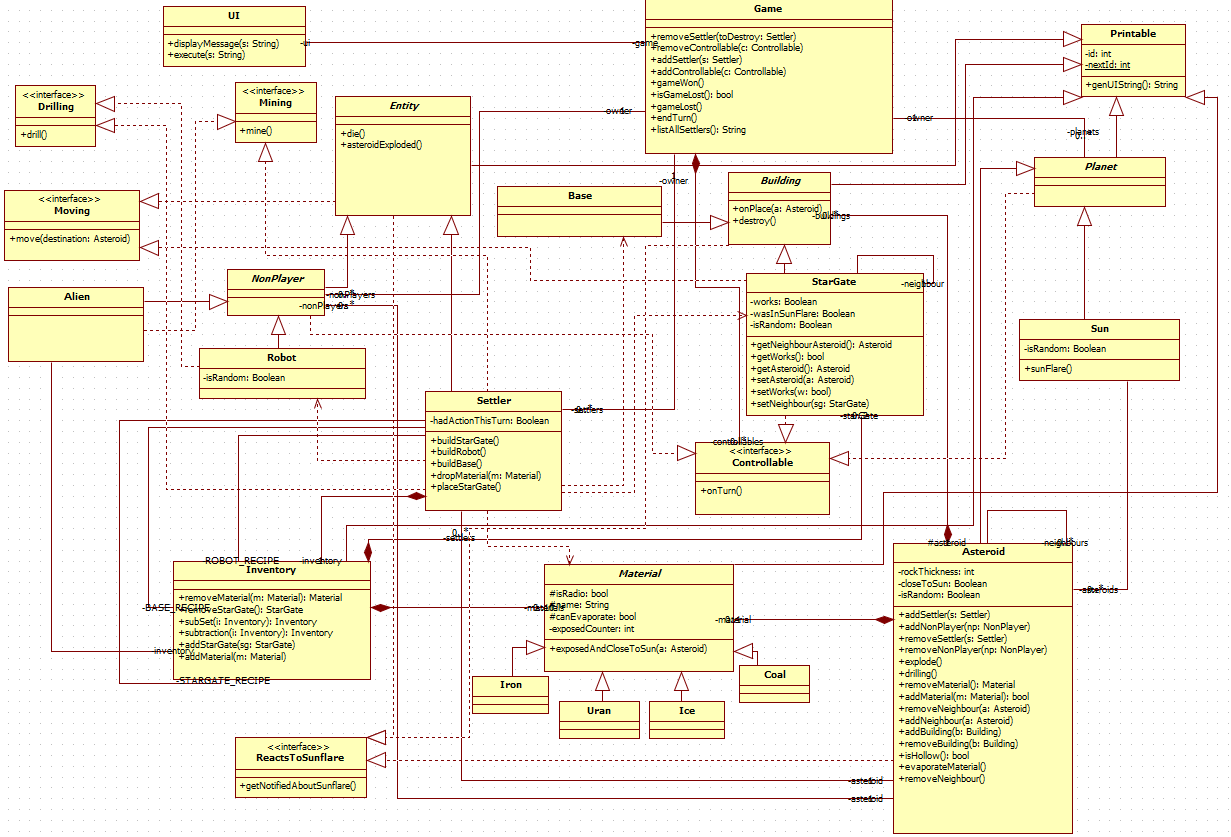 UI
+displayMessage(s: String)
+execute(s: String)
-ui
-game
Game
+removeSettler(toDestroy: Settler)
+removeControllable(c: Controllable)
+addSettler(s: Settler)
+addControllable(c: Controllable)
+gameWon()
+isGameLost(): bool
+gameLost()
+endTurn()
+listAllSettlers(): String
Printable
-id: int
-nextId: int
+genUIString(): String
<<interface>>
Drilling
+drill()
<<interface>>
Mining
+mine()
Entity
+die()
+asteroidExploded()
-owner
-owner
-planets
-owner
<<interface>>
Moving
+move(destination: Asteroid)
Base
Building
+onPlace(a: Asteroid)
+destroy()
-buildings
Planet
NonPlayer
-nonPlayers
-nonPlayers
Alien
StarGate
-works: Boolean
-wasInSunFlare: Boolean
-isRandom: Boolean
+getNeighbourAsteroid(): Asteroid
+getWorks(): bool
+getAsteroid(): Asteroid
+setAsteroid(a: Asteroid)
+setWorks(w: bool)
+setNeighbour(sg: StarGate)
-neighbour
-starGate
Sun
-isRandom: Boolean
+sunFlare()
Robot
-isRandom: Boolean
Settler
-hadActionThisTurn: Boolean
+buildStarGate()
+buildRobot()
+buildBase()
+dropMaterial(m: Material)
+placeStarGate()
-settlers
controllables
<<interface>>
Controllable
+onTurn()
0..*
-settlers
#asteroid
-neighbours
-ROBOT_RECIPE
-inventory
Inventory
+removeMaterial(m: Material): Material
+removeStarGate(): StarGate
+subSet(i: Inventory): Inventory
+subtraction(i: Inventory): Inventory
+addStarGate(sg: StarGate)
+addMaterial(m: Material)
-BASE_RECIPE
inventory
-STARGATE_RECIPE
-materials
Material
#isRadio: bool
#name: String
#canEvaporate: bool
-exposedCounter: int
+exposedAndCloseToSun(a: Asteroid)
-material
Iron
Uran
Ice
Coal
Asteroid
-rockThickness: int
-closeToSun: Boolean
-isRandom: Boolean
+addSettler(s: Settler)
+addNonPlayer(np: NonPlayer)
+removeSettler(s: Settler)
+removeNonPlayer(np: NonPlayer)
+explode()
+drilling()
+removeMaterial(): Material
+addMaterial(m: Material): bool
+removeNeighbour(a: Asteroid)
+addNeighbour(a: Asteroid)
+addBuilding(b: Building)
+removeBuilding(b: Building)
+isHollow(): bool
+evaporateMaterial()
+removeNeighbour()
-asteroids
<<interface>>
ReactsToSunflare
+getNotifiedAboutSunflare()
-asteroid
-asteroid